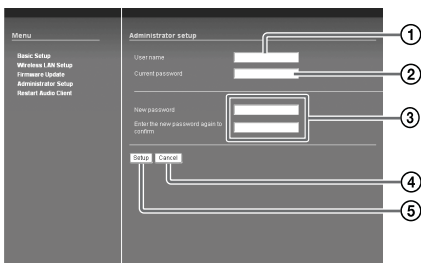 Menu
Basic Setup
Wireless LAN Setup
Firmware Update
Administrator Setup
Restart Audio Client
Administrator setup
User name
Current password
New password
Enter the new password again to
confirm.
Setup Cancel
1
2
3
4
5